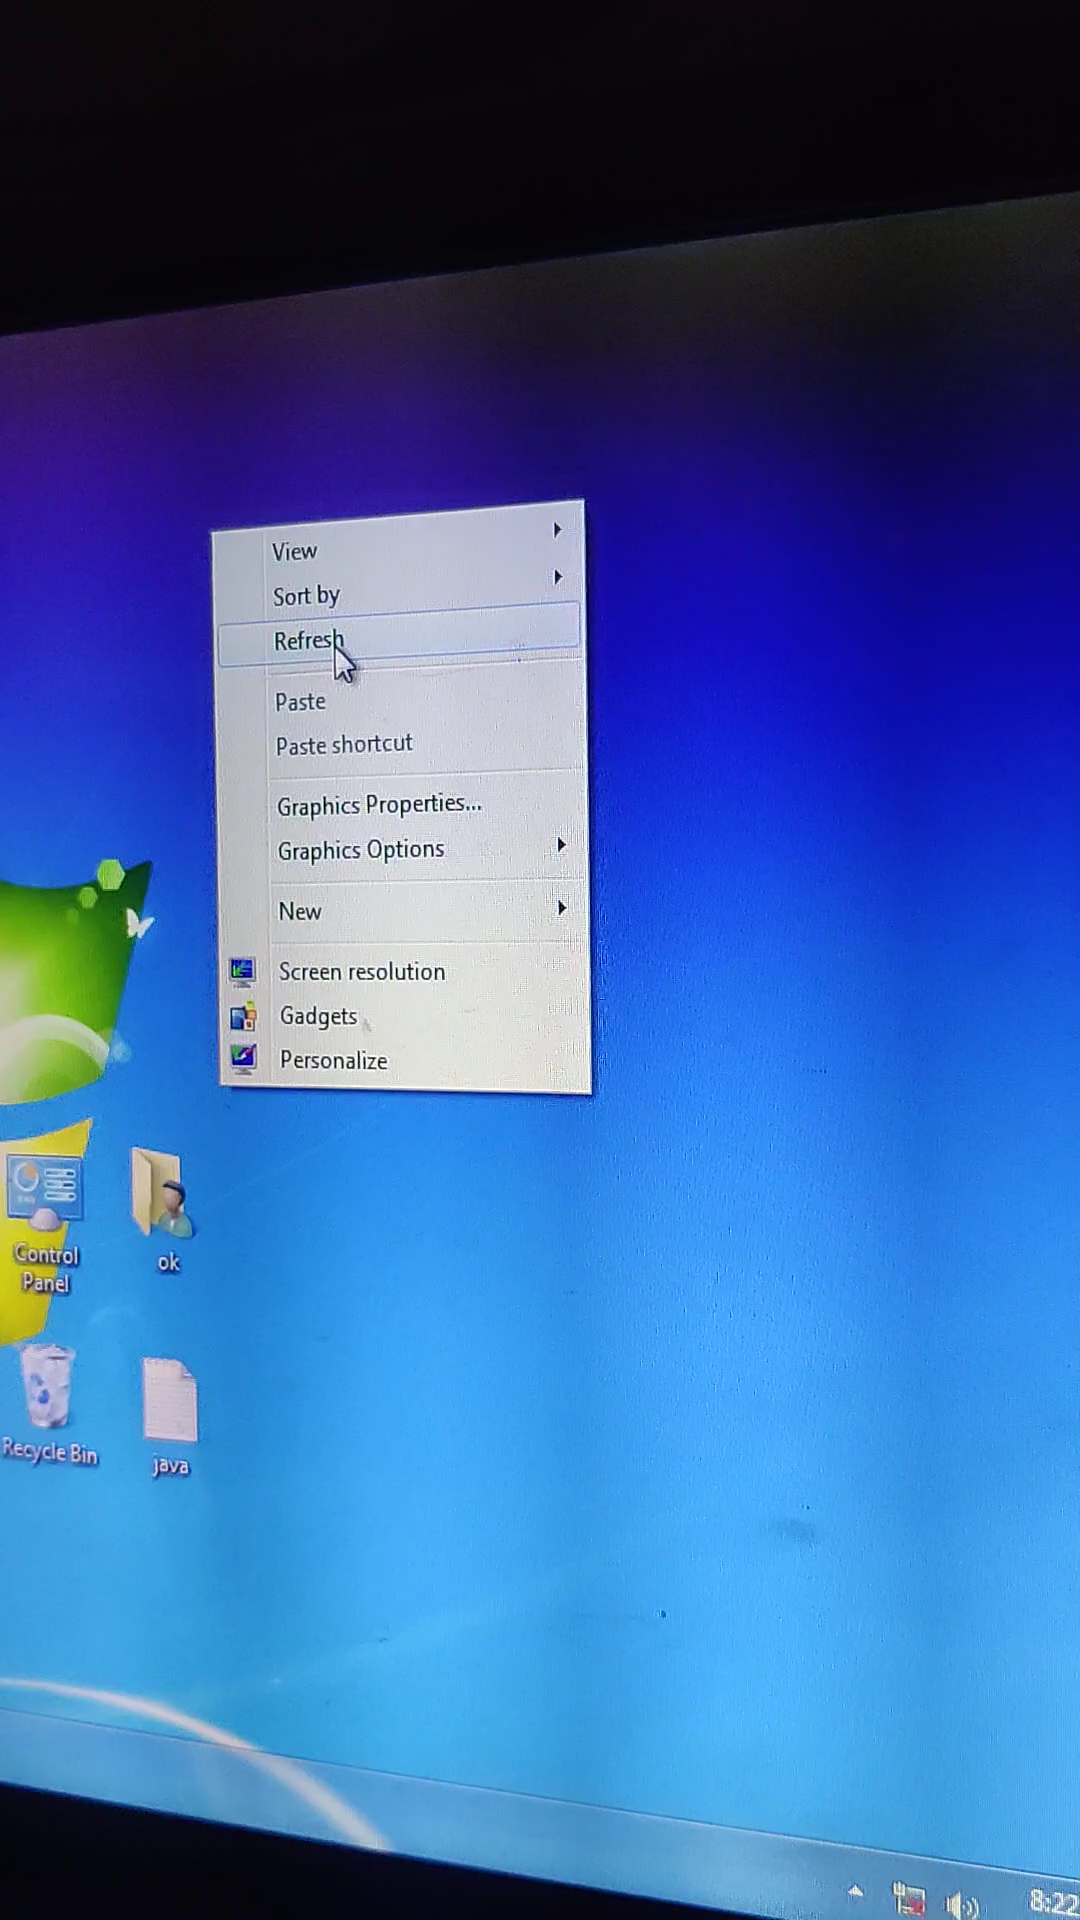 View
Sort by
Refresh
Paste
Paste shortcut
Graphics Properties...
Graphics Options
New
Screen resolution
Gadgets
Personalize
Control
Panel
ok
Recycle Bin
java
8:22